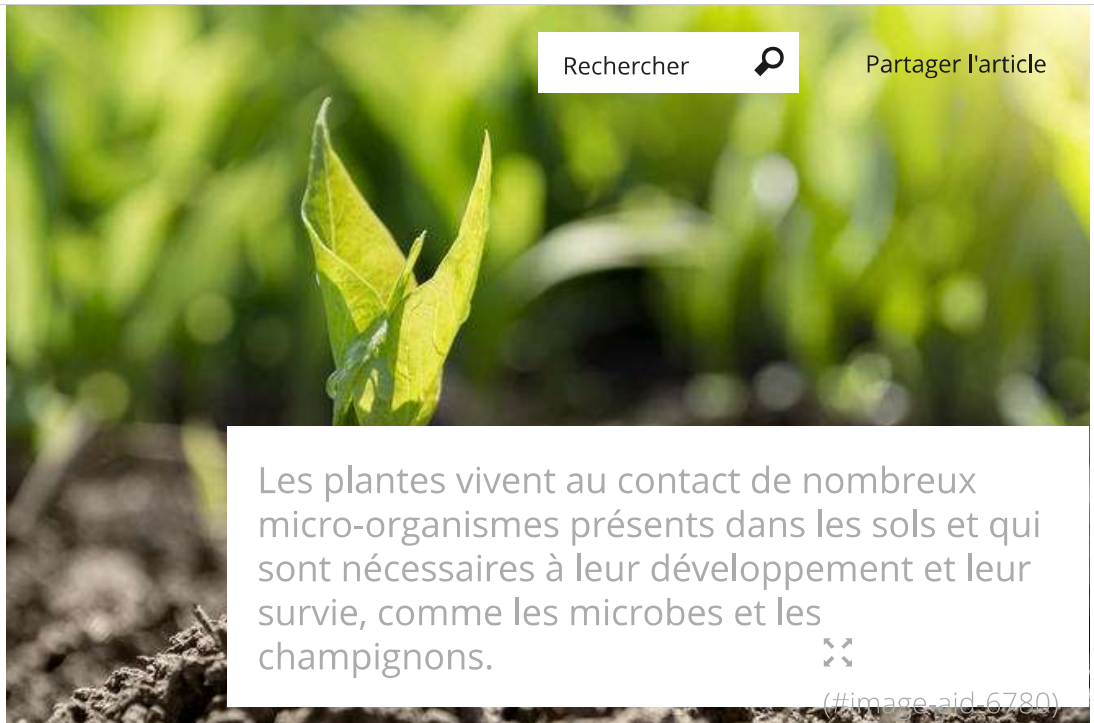 Rechercher
Partager l'article
Les plantes vivent au contact de nombreux
micro-organismes présents dans les sols et qui
sont nécessaires à leur développement et leur
survie, comme les microbes et les
champignons.
(#image-aid-6780)